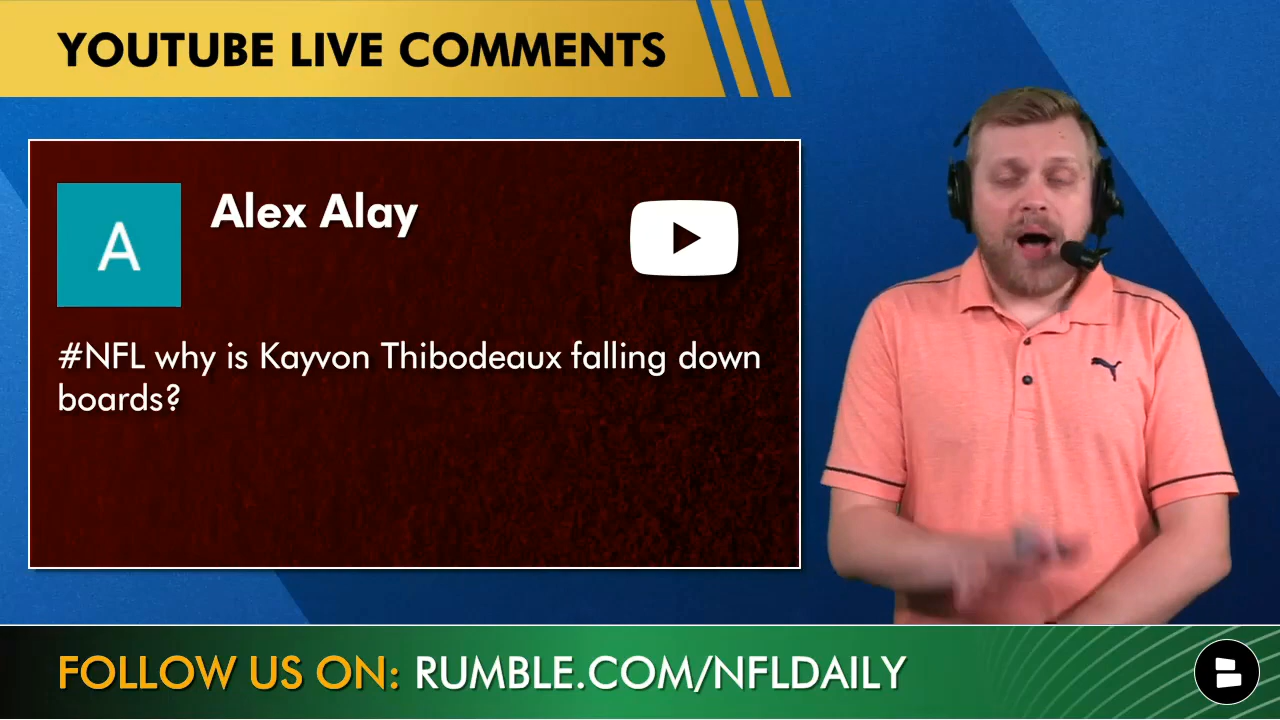 YOUTUBE LIVE COMMENTS
A
Alex Alay
#NFL why is Kayvon Thibodeaux falling down
boards?
FOLLOW US ON: RUMBLE.COM/NFLDAILY